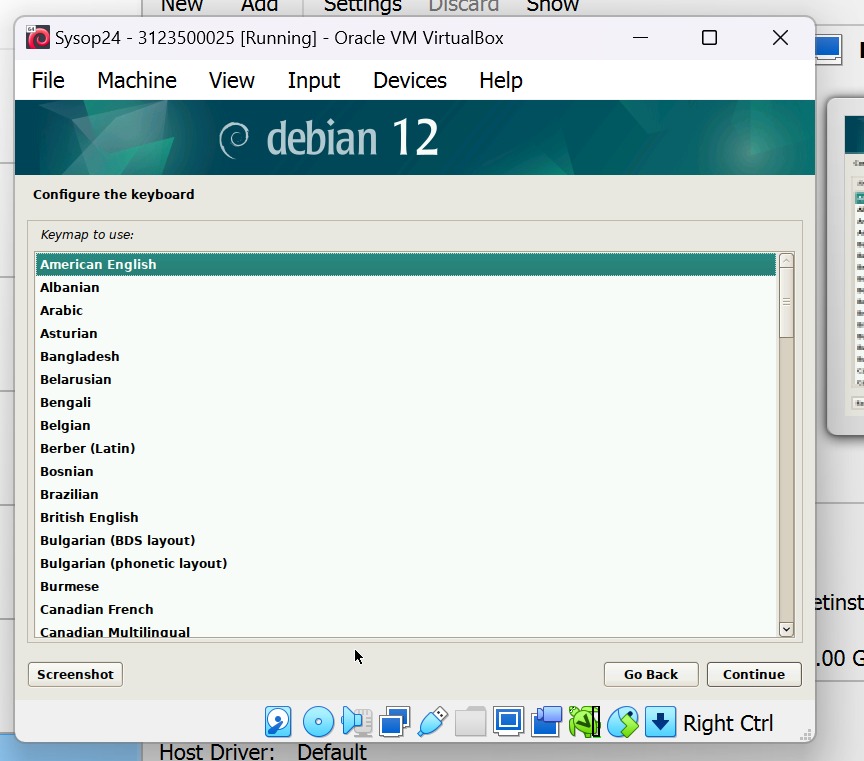 New Add Settings Discard Show
Sysop24 - 3123500025 [Running] - Oracle VM VirtualBox
File Machine View Input Devices Help
debian 12
Configure the keyboard
Keymap to use:
American English
Albanian
Arabic
Asturian
Bangladesh
Belarusian
Bengali
Belgian
Berber (Latin)
Bosnian
Brazilian
British English
Bulgarian (BDS layout)
Bulgarian (phonetic layout)
Burmese
Canadian French
Canadian Multilingual
etinst
.00 G
Screenshot Go Back Continue
Right Ctrl
Host Driver: Default